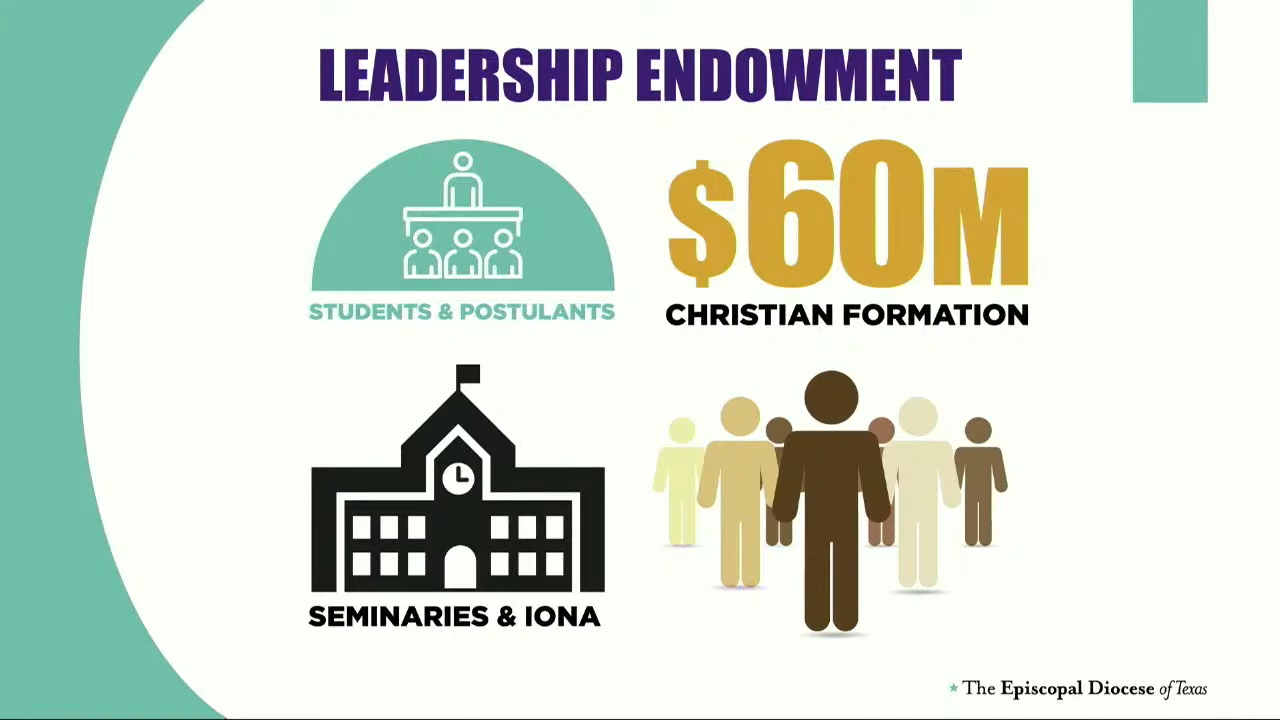 LEADERSHIP ENDOWMENT
STUDENTS & POSTULANTS
$60M
CHRISTIAN FORMATION
SEMINARIES & IONA
The Episcopal Diocese of Texas